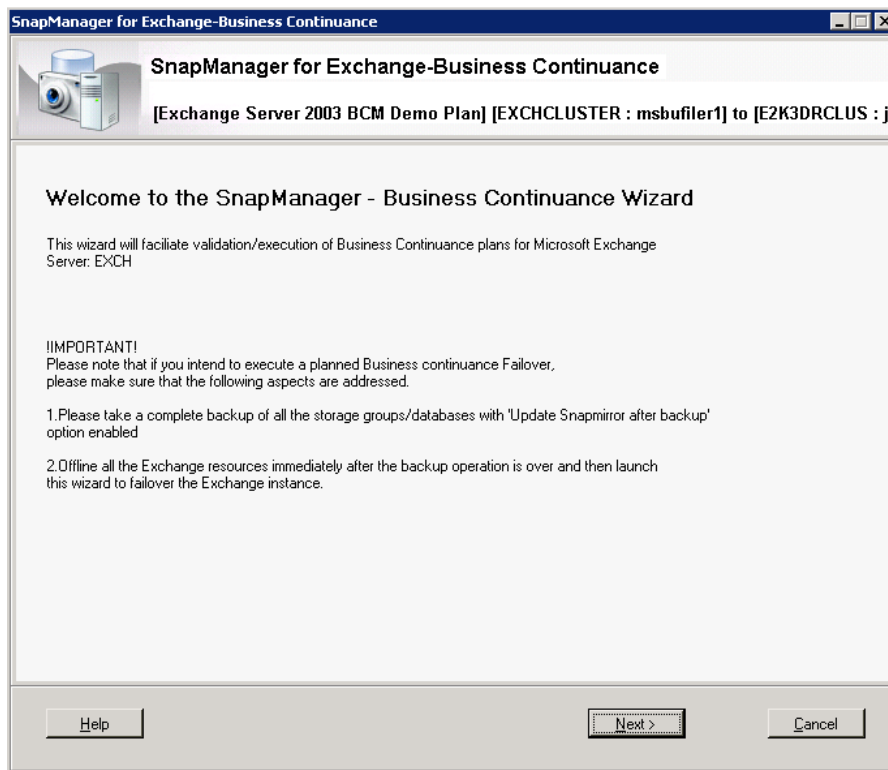 SnapManager for Exchange-Business Continuance
SnapManager for Exchange-Business Continuance
[Exchange Server 2003 BCM Demo Plan] [EXCHCLUSTER : msbufiler1] to [E2K3DRCLUS : j
Welcome to the SnapManager - Business Continuance Wizard
This wizard will faciliate validation/execution of Business Continuance plans for Microsoft Exchange
Server: EXCH
!IMPORTANT!
Please note that if you intend to execute a planned Business continuance Failover,
please make sure that the following aspects are addressed.
1.Please take a complete backup of all the storage groups/databases with 'Update Snapmirror after backup'
option enabled
2.Offline all the Exchange resources immediately after the backup operation is over and then launch
this wizard to failover the Exchange instance.
Help
Next >
Cancel